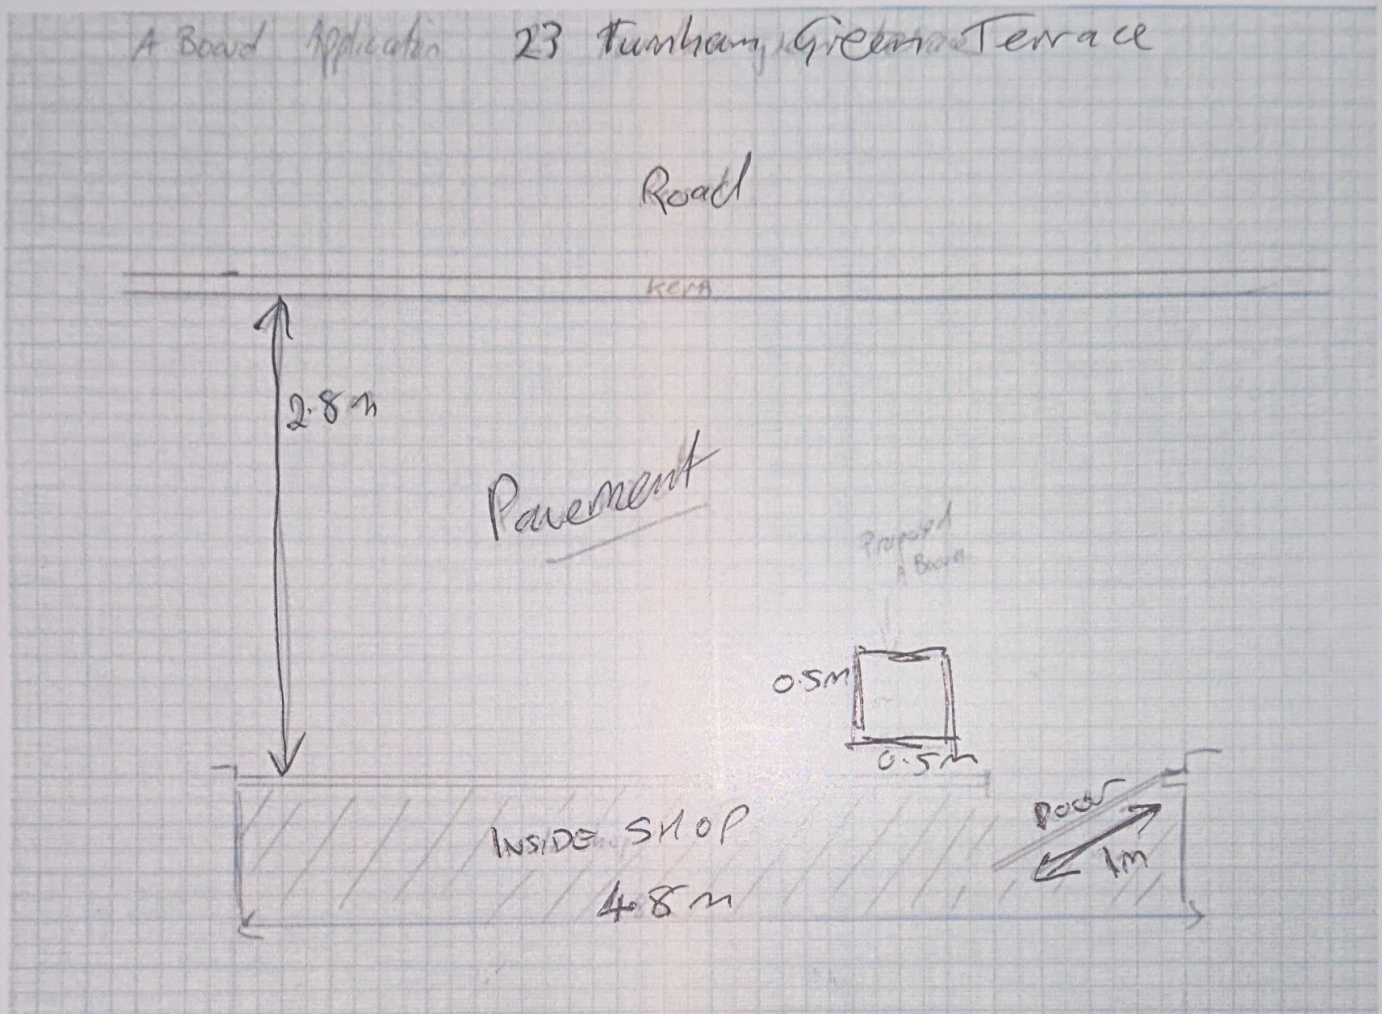 A Board Application 23 Turnham Green Terrace
Road
KERB
2.8m
Pavement
Proposed
A Board
0.5m
0.5m
Door
1m
INSIDE SHOP
4.8m